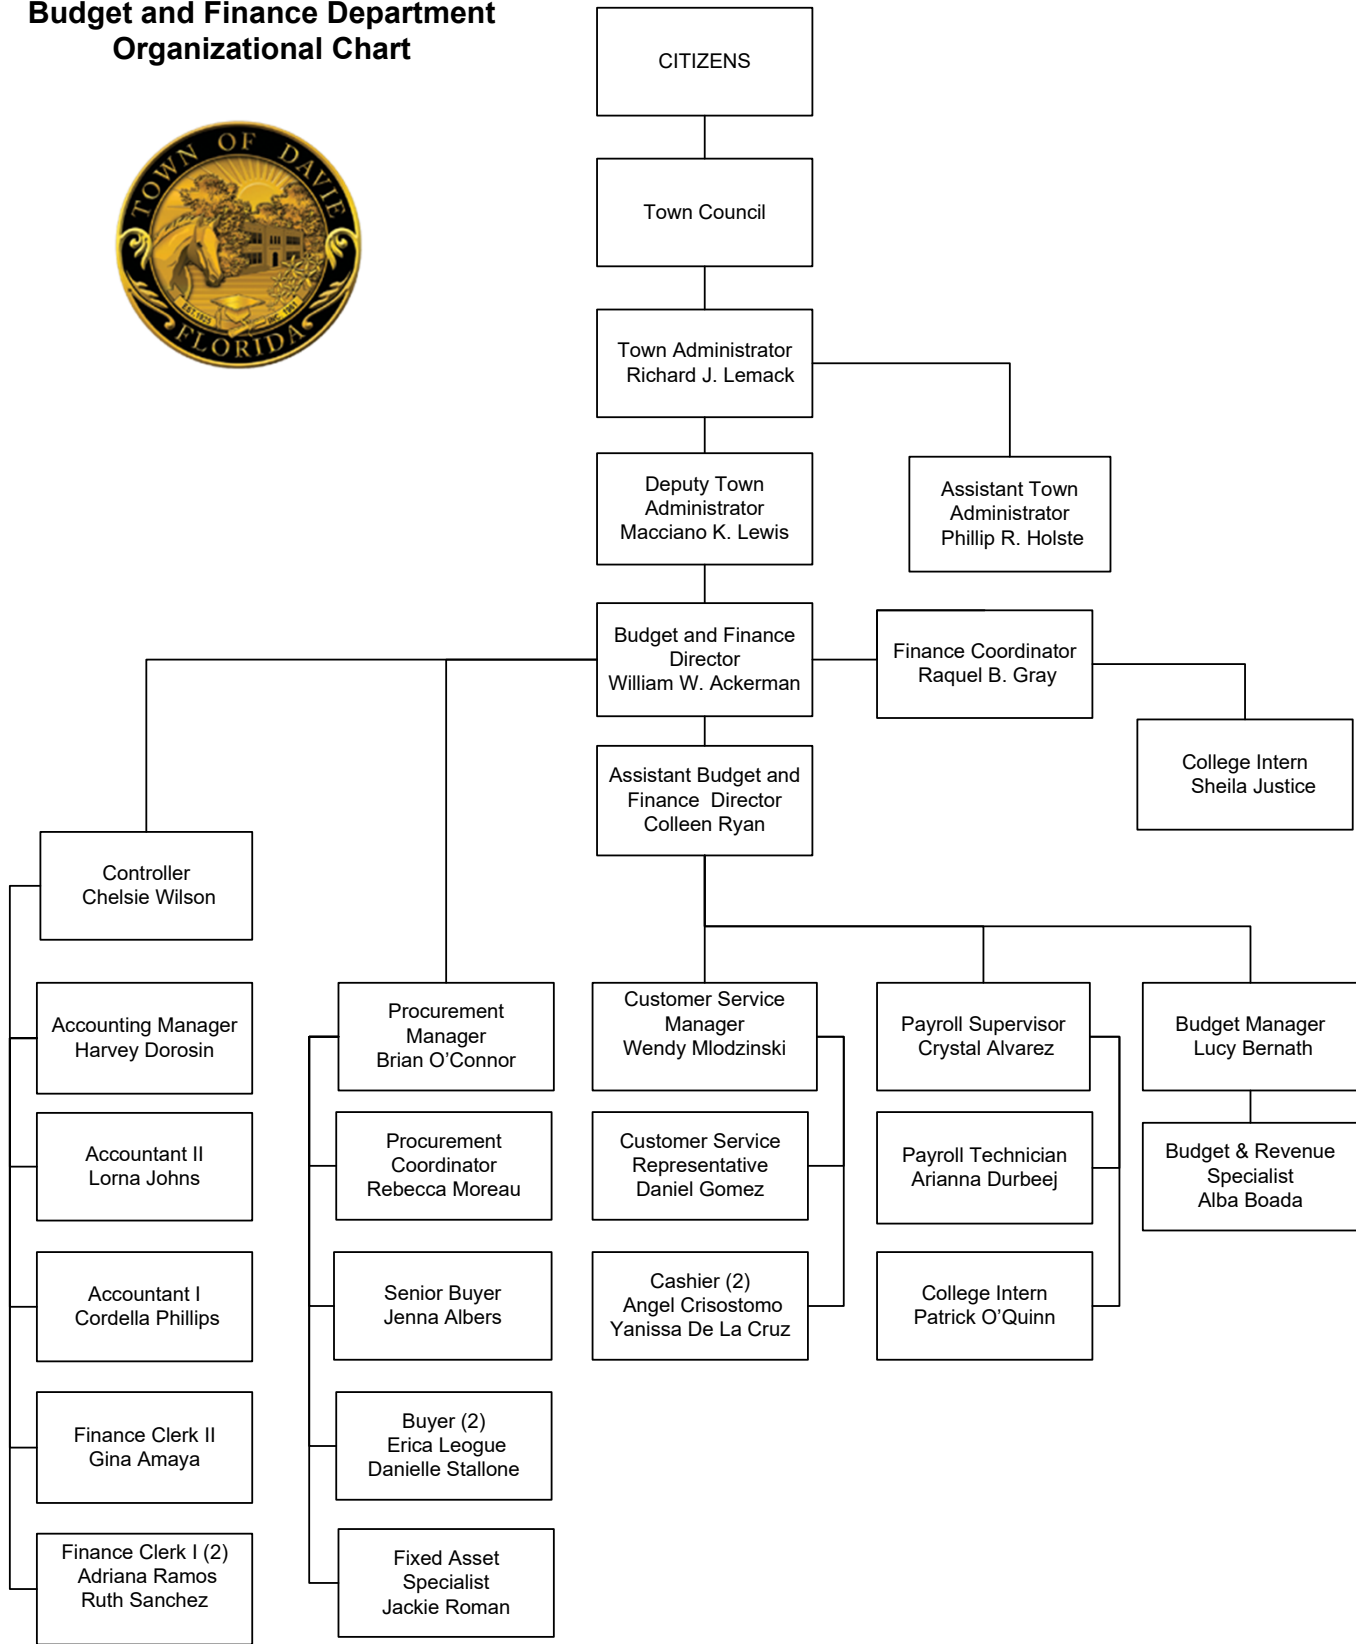 Budget and Finance Department
Organizational Chart
TOWN OF DAVIE
FLORIDA
EST. 1925
INC. 1961
CITIZENS
Town Council
Town Administrator
Richard J. Lemack
Deputy Town
Administrator
Macciano K. Lewis
Assistant Town
Administrator
Phillip R. Holste
Budget and Finance
Director
William W. Ackerman
Finance Coordinator
Raquel B. Gray
College Intern
Sheila Justice
Assistant Budget and
Finance  Director
Colleen Ryan
Controller
Chelsie Wilson
Accounting Manager
Harvey Dorosin
Accountant II
Lorna Johns
Accountant I
Cordella Phillips
Finance Clerk II
Gina Amaya
Finance Clerk I (2)
Adriana Ramos
Ruth Sanchez
Procurement
Manager
Brian O’Connor
Procurement
Coordinator
Rebecca Moreau
Senior Buyer
Jenna Albers
Buyer (2)
Erica Leogue
Danielle Stallone
Fixed Asset
Specialist
Jackie Roman
Customer Service
Manager
Wendy Mlodzinski
Customer Service
Representative
Daniel Gomez
Cashier (2)
Angel Crisostomo
Yanissa De La Cruz
Payroll Supervisor
Crystal Alvarez
Payroll Technician
Arianna Durbeej
College Intern
Patrick O’Quinn
Budget Manager
Lucy Bernath
Budget & Revenue
Specialist
Alba Boada